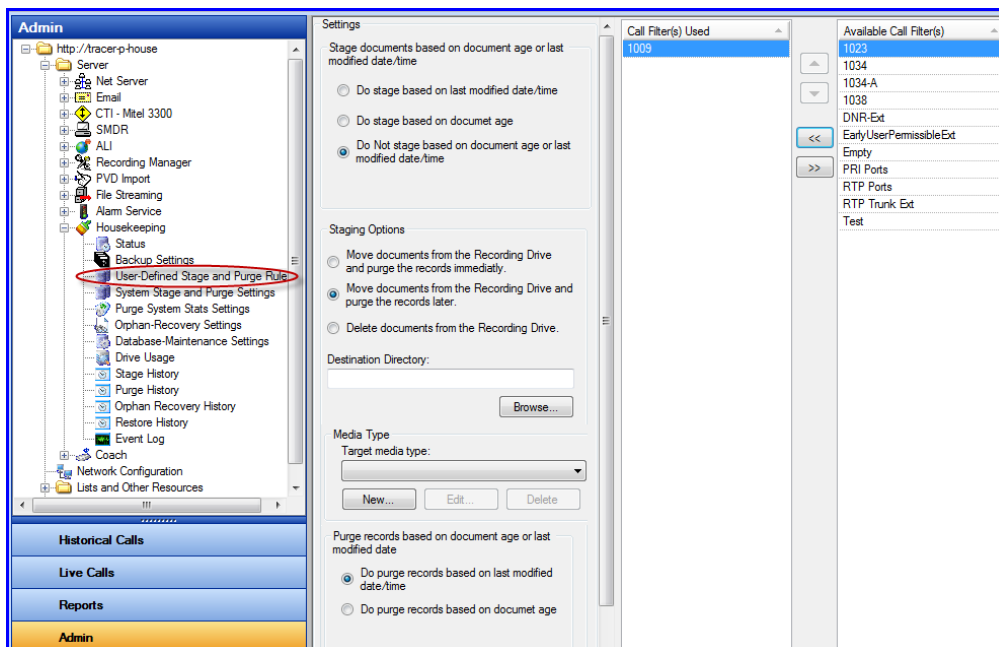 Admin
http://tracer-p-house
Server
Net Server
Email
CTI - Mitel 3300
SMDR
ALI
Recording Manager
PVD Import
File Streaming
Alarm Service
Housekeeping
Status
Backup Settings
User-Defined Stage and Purge Rule
System Stage and Purge Settings
Purge System Stats Settings
Orphan-Recovery Settings
Database-Maintenance Settings
Drive Usage
Stage History
Purge History
Orphan Recovery History
Restore History
Event Log
Coach
Network Configuration
Lists and Other Resources
Historical Calls
Live Calls
Reports
Admin
Settings
Stage documents based on document age or last
modified date/time
Do stage based on last modified date/time
Do stage based on documet age
Do Not stage based on document age or last
modified date/time
Staging Options
Move documents from the Recording Drive
and purge the records immediatly.
Move documents from the Recording Drive and
purge the records later.
Delete documents from the Recording Drive.
Destination Directory:
Browse...
Media Type
Target media type:
New...
Edit...
Delete
Purge records based on document age or last
modified date
Do purge records based on last modified
date/time
Do purge records based on documet age
Call Filter(s) Used
1009
<<
>>
Available Call Filter(s)
1023
1034
1034-A
1038
DNR-Ext
EarlyUserPermissibleExt
Empty
PRI Ports
RTP Ports
RTP Trunk Ext
Test